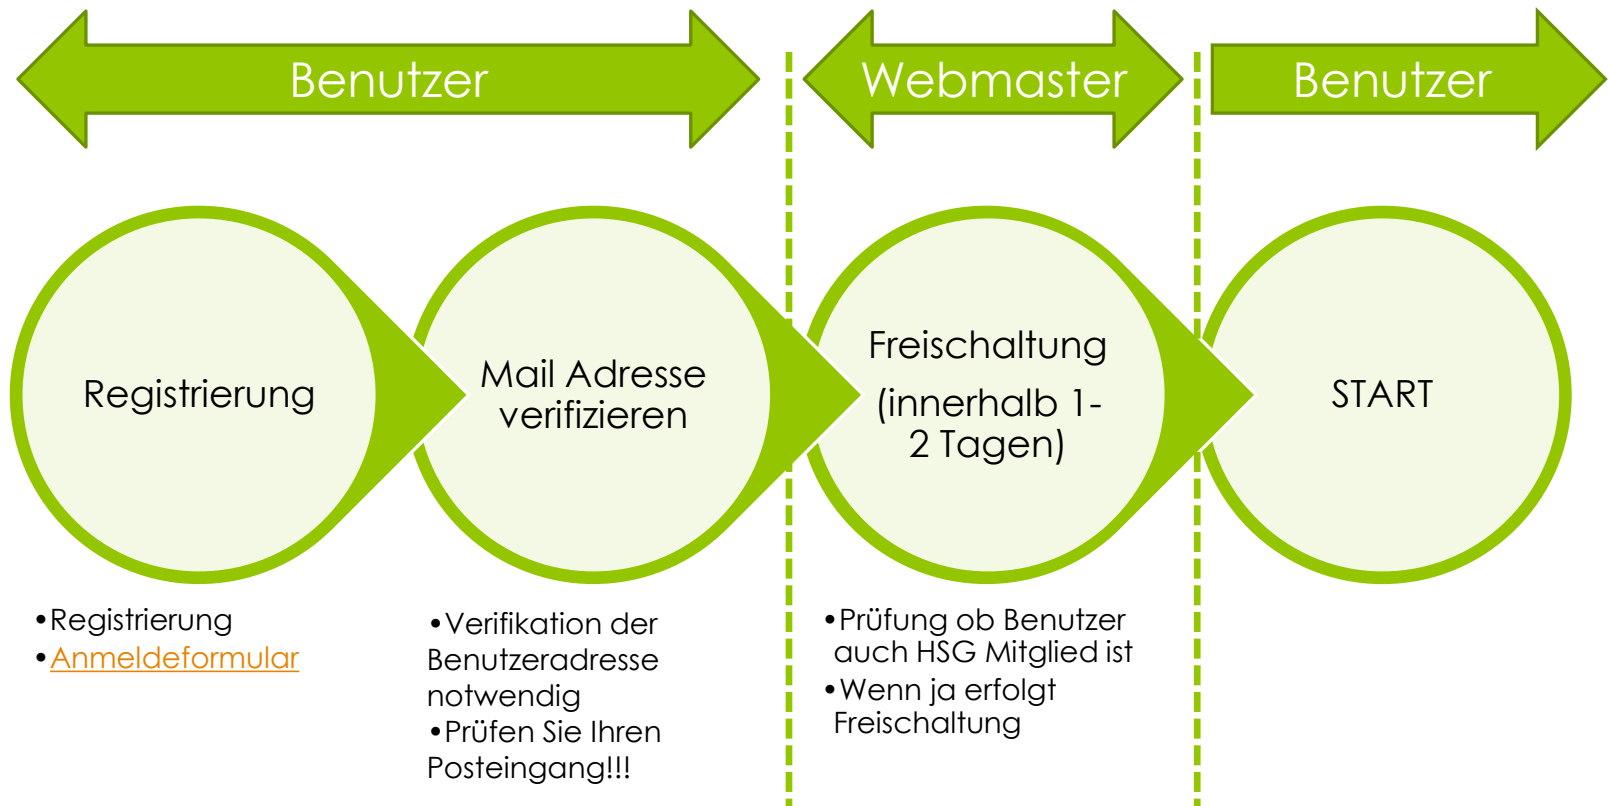 Benutzer
Webmaster
Benutzer
Registrierung
Mail Adresse
verifizieren
Freischaltung
(innerhalb 1-
2 Tagen)
START
•Registrierung
•Anmeldeformular
•Verifikation der
Benutzeradresse
notwendig
•Prüfen Sie Ihren
Posteingang!!!
•Prüfung ob Benutzer
auch HSG Mitglied ist
•Wenn ja erfolgt
Freischaltung